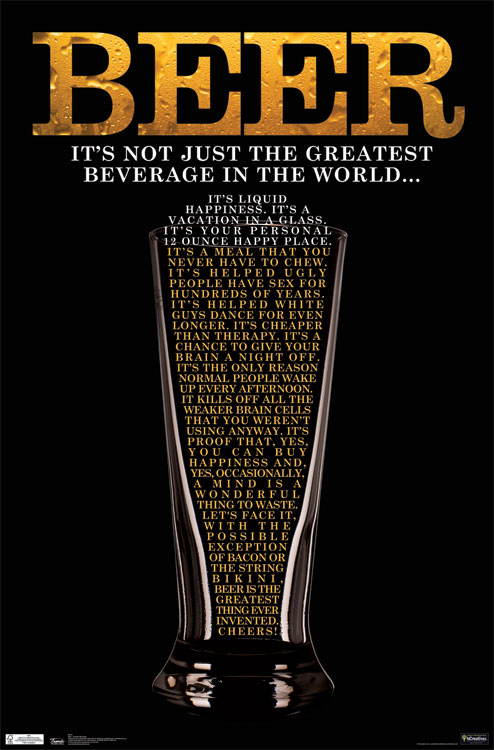 BEER
IT'S NOT JUST THE GREATEST
BEVERAGE IN THE WORLD...
IT'S LIQUID
HAPPINESS. IT'S A
VACATION IN A GLASS.
IT'S YOUR PERSONAL
12 OUNCE HAPPY PLACE.
IT'S A MEAL THAT YOU
NEVER HAVE TO CHEW.
IT'S HELPED UGLY
PEOPLE HAVE SEX FOR
HUNDREDS OF YEARS.
IT'S HELPED WHITE
GUYS DANCE FOR EVEN
LONGER. IT'S CHEAPER
THAN THERAPY. IT'S A
CHANCE TO GIVE YOUR
BRAIN A NIGHT OFF.
IT'S THE ONLY REASON
NORMAL PEOPLE WAKE
UP EVERY AFTERNOON.
IT KILLS OFF ALL THE
WEAKER BRAIN CELLS
THAT YOU WEREN'T
USING ANYWAY. IT'S
PROOF THAT, YES,
YOU CAN BUY
HAPPINESS AND,
YES, OCCASIONALLY,
A MIND IS A
WONDERFUL
THING TO WASTE.
LET'S FACE IT,
WITH THE
POSSIBLE
EXCEPTION
OF BACON OR
THE STRING
BIKINI,
BEER IS THE
GREATEST
THING EVER
INVENTED.
CHEERS!
Trends